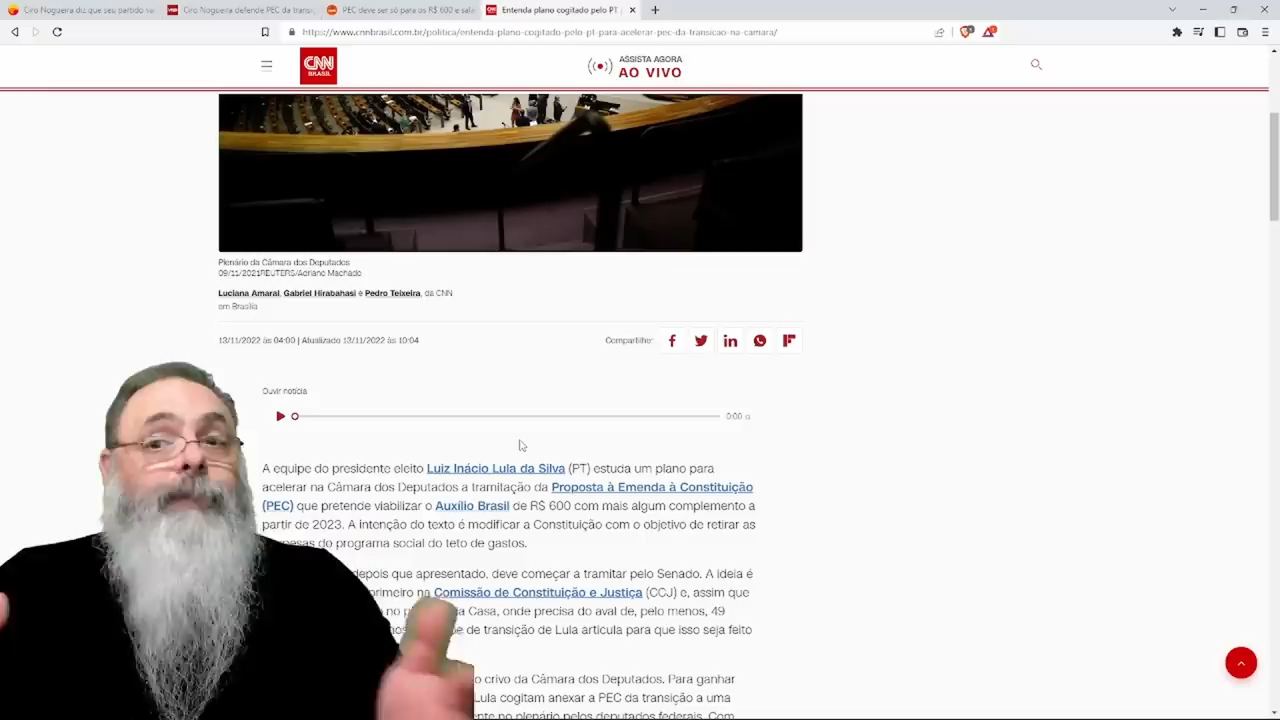 Ciro Nogueira diz que seu partido va
Ciro Nogueira defende PEC da transiç
PEC deve ser só para os R$ 600 e salá
Entenda plano cogitado pelo PT
https://www.cnnbrasil.com.br/politica/entenda-plano-cogitado-pelo-pt-para-acelerar-pec-da-transicao-na-camara/
CNN
BRASIL
ASSISTA AGORA
AO VIVO
Plenário da Câmara dos Deputados
09/11/2021REUTERS/Adriano Machado
Luciana Amaral, Gabriel Hirabahasi e Pedro Teixeira, da CNN
em Brasília
13/11/2022 às 04:00 | Atualizado 13/11/2022 às 10:04
Compartilhe:
Ouvir notícia
0:00
A equipe do presidente eleito Luiz Inácio Lula da Silva (PT) estuda um plano para
acelerar na Câmara dos Deputados a tramitação da Proposta à Emenda à Constituição
(PEC) que pretende viabilizar o Auxílio Brasil de R$ 600 com mais algum complemento a
partir de 2023. A intenção do texto é modificar a Constituição com o objetivo de retirar as
pesas do programa social do teto de gastos.
depois que apresentado, deve começar a tramitar pelo Senado. A ideia é
primeiro na Comissão de Constituição e Justiça (CCJ) e, assim que
da Casa, onde precisa do aval de, pelo menos, 49
de transição de Lula articula para que isso seja feito
o crivo da Câmara dos Deputados. Para ganhar
Lula cogitam anexar a PEC da transição a uma
nte no plenário pelos deputados federais. Com